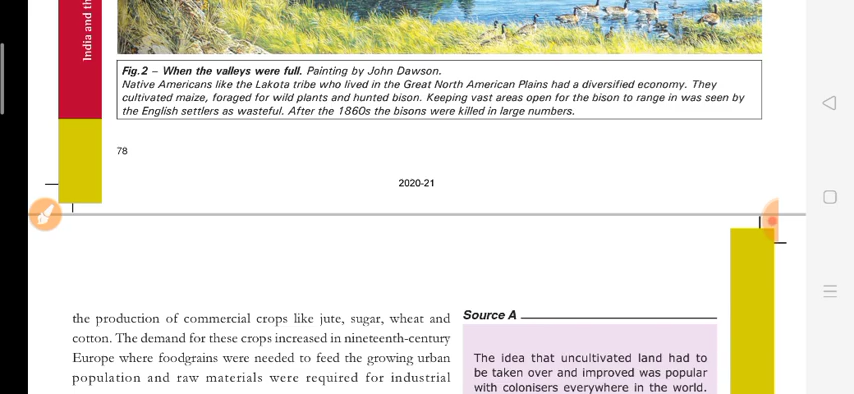 India and th
Fig.2 – When the valleys were full. Painting by John Dawson.
Native Americans like the Lakota tribe who lived in the Great North American Plains had a diversified economy. They
cultivated maize, foraged for wild plants and hunted bison. Keeping vast areas open for the bison to range in was seen by
the English settlers as wasteful. After the 1860s the bisons were killed in large numbers.
78
2020-21
the production of commercial crops like jute, sugar, wheat and
cotton. The demand for these crops increased in nineteenth-century
Europe where foodgrains were needed to feed the growing urban
population and raw materials were required for industrial
Source A
The idea that uncultivated land had to
be taken over and improved was popular
with colonisers everywhere in the world.